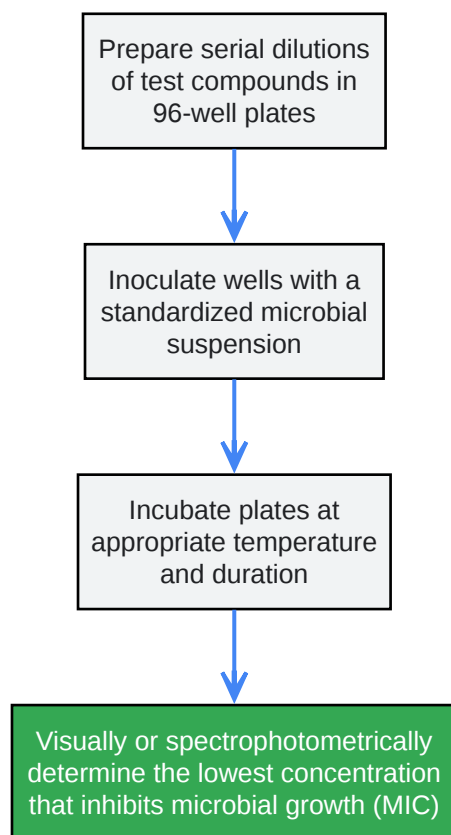 Prepare serial dilutions
of test compounds in
96-well plates
Inoculate wells with a
standardized microbial
suspension
Incubate plates at
appropriate temperature
and duration
Visually or spectrophotometrically
determine the lowest concentration
that inhibits microbial growth (MIC)